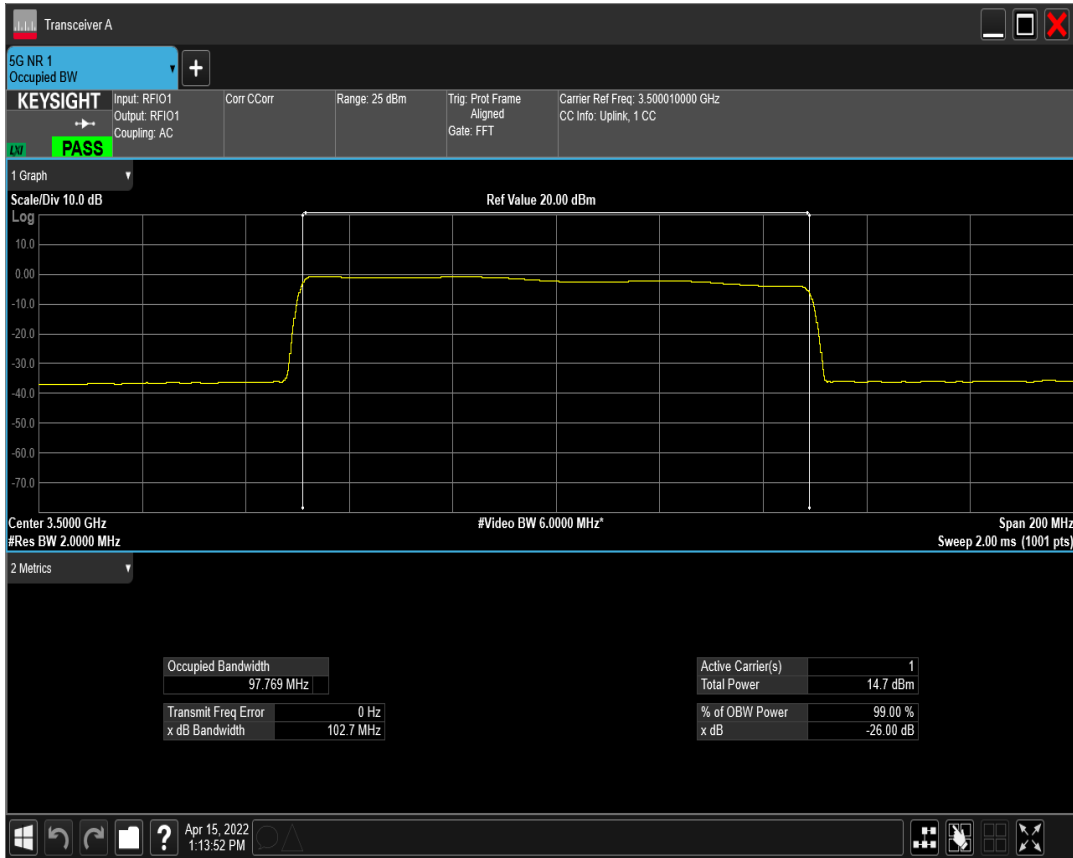 Transceiver A
5G NR 1
Occupied BW
KEYSIGHT
LXI
PASS
Input: RFIO1
Output: RFIO1
Coupling: AC
Corr CCorr
Range: 25 dBm
Trig: Prot Frame
Aligned
Gate: FFT
Carrier Ref Freq: 3.500010000 GHz
CC Info: Uplink, 1 CC
1 Graph
Scale/Div 10.0 dB
Ref Value 20.00 dBm
Log
10.0
0.00
-10.0
-20.0
-30.0
-40.0
-50.0
-60.0
-70.0
Center 3.5000 GHz
#Video BW 6.0000 MHz*
Span 200 MHz
#Res BW 2.0000 MHz
Sweep 2.00 ms (1001 pts)
2 Metrics
Occupied Bandwidth
97.769 MHz
Transmit Freq Error 0 Hz
x dB Bandwidth 102.7 MHz
Active Carrier(s) 1
Total Power 14.7 dBm
% of OBW Power 99.00 %
x dB -26.00 dB
?
Apr 15, 2022
1:13:52 PM